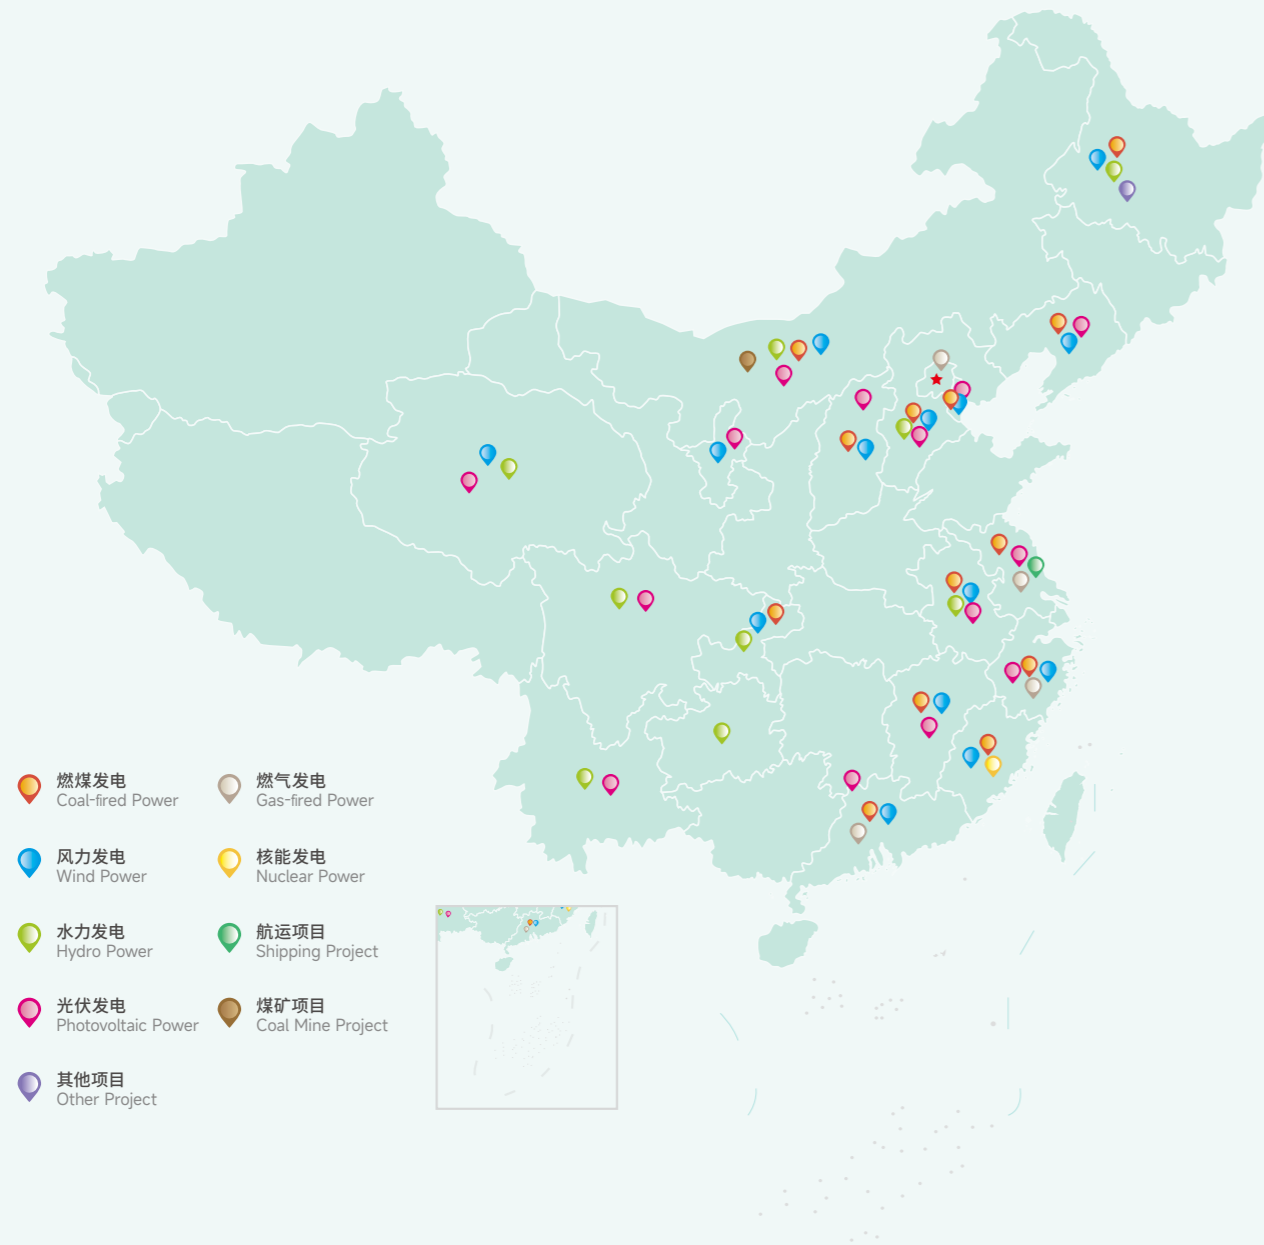 燃煤发电
Coal-fired Power
燃气发电
Gas-fired Power
风力发电
Wind Power
核能发电
Nuclear Power
水力发电
Hydro Power
航运项目
Shipping Project
光伏发电
Photovoltaic Power
煤矿项目
Coal Mine Project
其他项目
Other Project